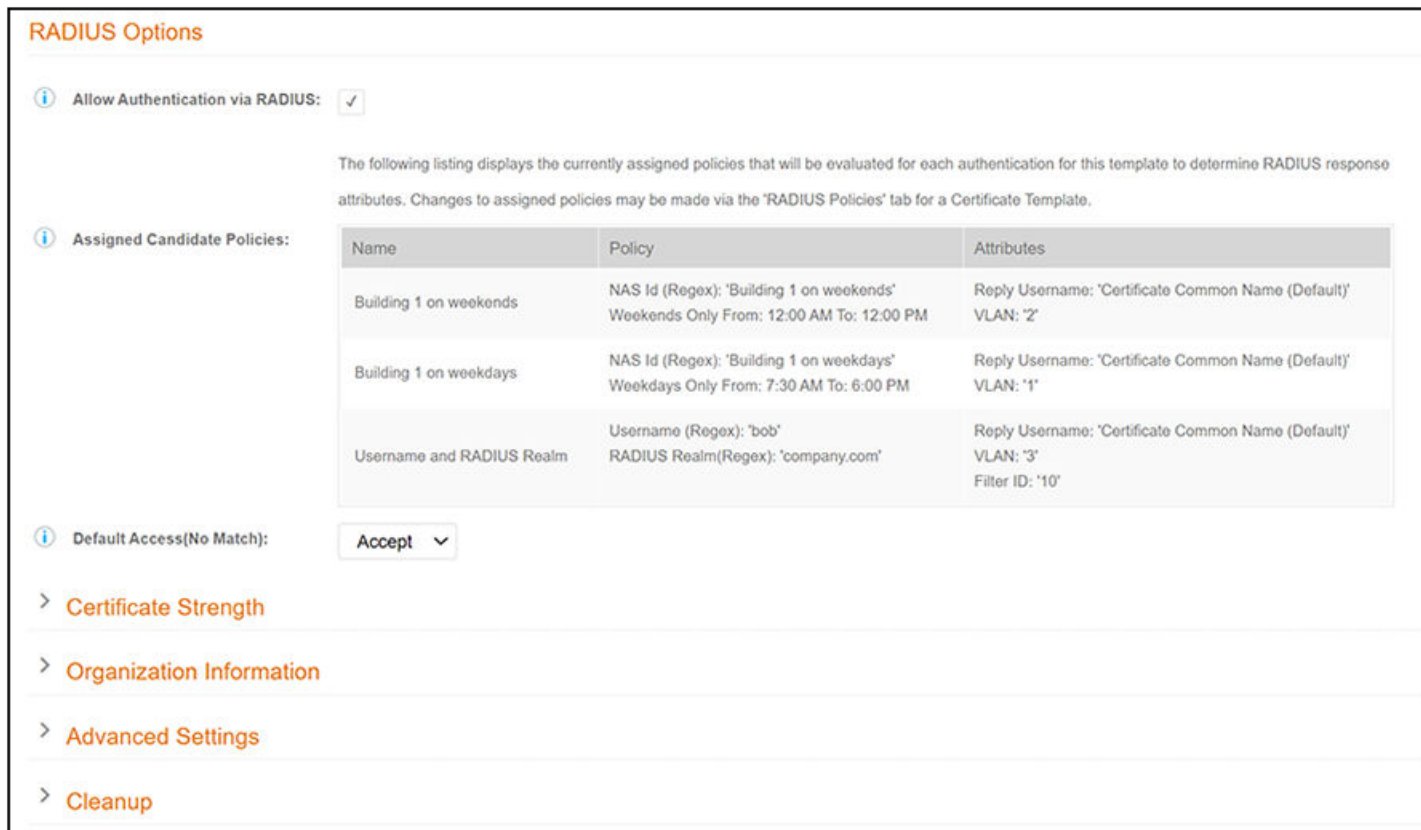 RADIUS Options
Allow Authentication via RADIUS:
The following listing displays the currently assigned policies that will be evaluated for each authentication for this template to determine RADIUS response
attributes. Changes to assigned policies may be made via the 'RADIUS Policies' tab for a Certificate Template.
Assigned Candidate Policies:
Name Policy Attributes
Building 1 on weekends
NAS Id (Regex): 'Building 1 on weekends'
Weekends Only From: 12:00 AM To: 12:00 PM
Reply Username: 'Certificate Common Name (Default)'
VLAN: '2'
Building 1 on weekdays
NAS Id (Regex): 'Building 1 on weekdays'
Weekdays Only From: 7:30 AM To: 6:00 PM
Reply Username: 'Certificate Common Name (Default)'
VLAN: '1'
Username and RADIUS Realm
Username (Regex): 'bob'
RADIUS Realm(Regex): 'company.com'
Reply Username: 'Certificate Common Name (Default)'
VLAN: '3'
Filter ID: '10'
Default Access(No Match):
Accept
Certificate Strength
Organization Information
Advanced Settings
Cleanup